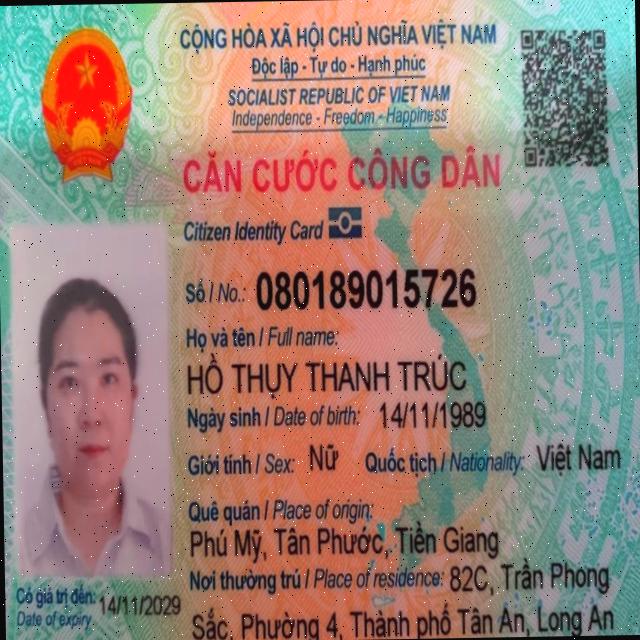 CỘNG HÒA XÃ HỘI CHỦ NGHĨA VIỆT NAM
Độc lập - Tự do - Hạnh phúc
SOCIALIST REPUBLIC OF VIET NAM
Independence - Freedom - Happiness
CĂN CƯỚC CÔNG DÂN
Citizen Identity Card
Số / No.: 080189015726
Họ và tên / Full name:
HỒ THỤY THANH TRÚC
Ngày sinh / Date of birth: 14/11/1989
Giới tính / Sex: Nữ Quốc tịch / Nationality: Việt Nam
Quê quán / Place of origin:
Phú Mỹ, Tân Phước, Tiền Giang
Nơi thường trú / Place of residence: 82C, Trần Phong
Sắc, Phường 4, Thành phố Tân An, Long An
Có giá trị đến: 14/11/2029
Date of expiry